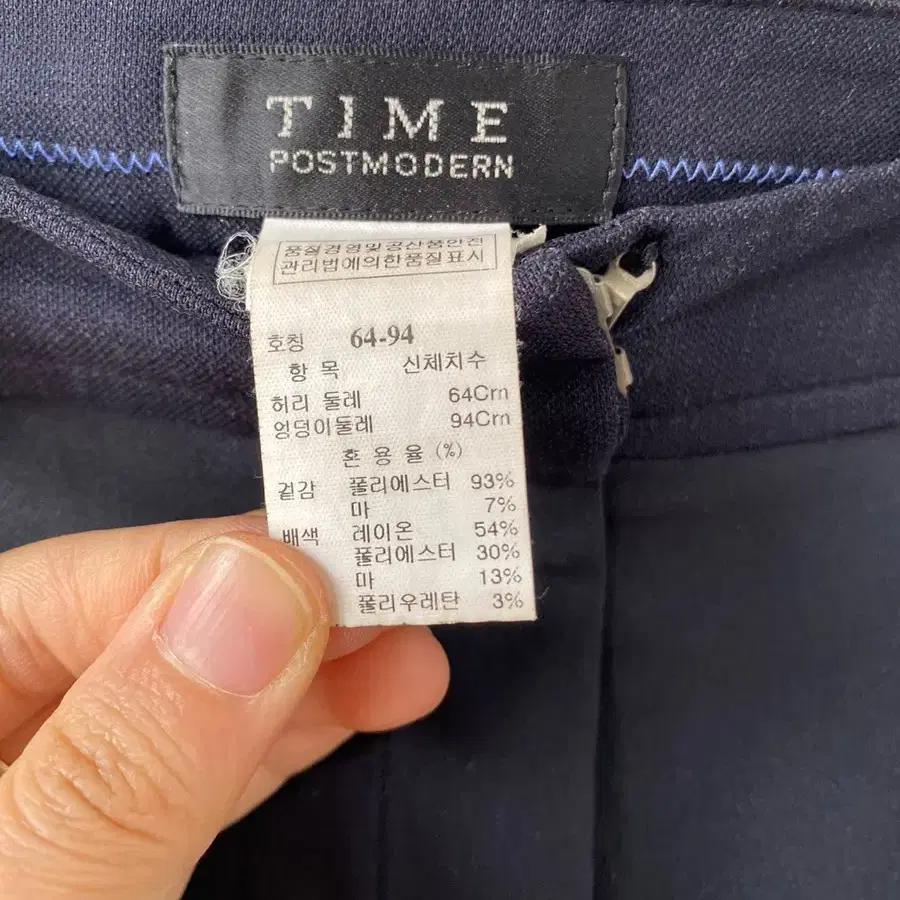 TIME
POSTMODERN
품질경영및공산품안전
관리법에의한품질표시
호칭 64-94
항 목 신체치수
허리 둘레 64Cm
엉덩이둘레 94Cm
혼 용 율 (%)
겉감 폴리에스터 93%
마 7%
배색 레이온 54%
폴리에스터 30%
마 13%
폴리우레탄 3%